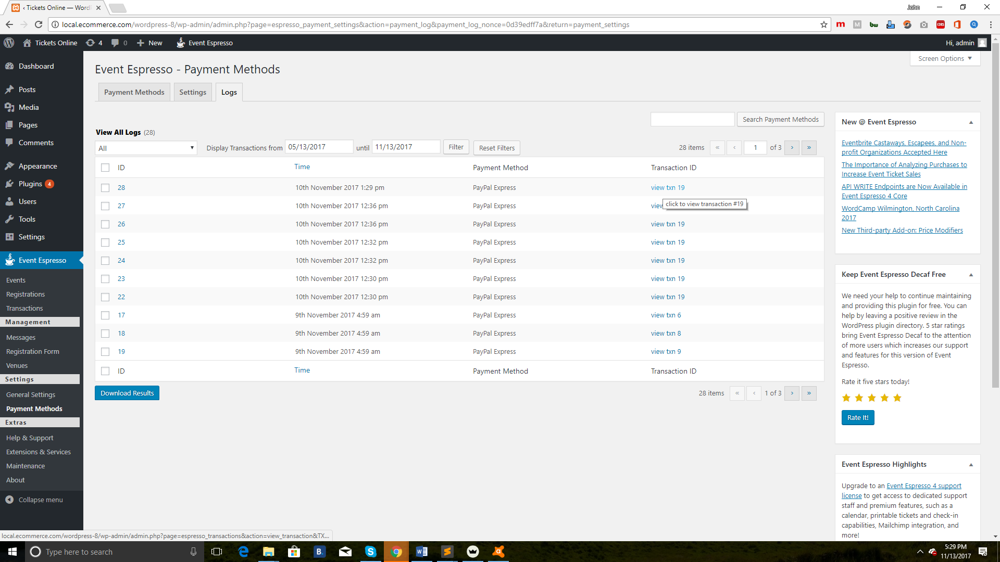 ‹ Tickets Online — Word
John
local.ecommerce.com/wordpress-8/wp-admin/admin.php?page=espresso_payment_settings&action=payment_log&payment_log_nonce=0d39edff7a&return=payment_settings
Tickets Online 4 0 New Event Espresso
Hi, admin
Dashboard
Posts
Media
Pages
Comments
Appearance
Plugins 4
Users
Tools
Settings
Event Espresso
Events
Registrations
Transactions
Management
Messages
Registration Form
Venues
Settings
General Settings
Payment Methods
Extras
Help & Support
Extensions & Services
Maintenance
About
Collapse menu
Screen Options
Event Espresso - Payment Methods
Payment Methods Settings Logs
Search Payment Methods
View All Logs (28)
All Display Transactions from 05/13/2017 until 11/13/2017 Filter Reset Filters 28 items « ‹ 1 of 3 › »
ID Time Payment Method Transaction ID
28 10th November 2017 1:29 pm PayPal Express view txn 19
click to view transaction #19
27 10th November 2017 12:36 pm PayPal Express view
26 10th November 2017 12:36 pm PayPal Express view txn 19
25 10th November 2017 12:32 pm PayPal Express view txn 19
24 10th November 2017 12:32 pm PayPal Express view txn 19
23 10th November 2017 12:30 pm PayPal Express view txn 19
22 10th November 2017 12:30 pm PayPal Express view txn 19
17 9th November 2017 4:59 am PayPal Express view txn 6
18 9th November 2017 4:59 am PayPal Express view txn 8
19 9th November 2017 4:59 am PayPal Express view txn 9
ID Time Payment Method Transaction ID
Download Results 28 items « ‹ 1 of 3 › »
New @ Event Espresso
Eventbrite Castaways, Escapees, and Non-
profit Organizations Accepted Here
The Importance of Analyzing Purchases to
Increase Event Ticket Sales
API WRITE Endpoints are Now Available in
Event Espresso 4 Core
WordCamp Wilmington, North Carolina
2017
New Third-party Add-on: Price Modifiers
Keep Event Espresso Decaf Free
We need your help to continue maintaining
and providing this plugin for free. You can
help by leaving a positive review in the
WordPress plugin directory. 5 star ratings
bring Event Espresso Decaf to the attention
of more users which increases our support
and features for this version of Event
Espresso.
Rate it five stars today!
Rate It!
Event Espresso Highlights
Upgrade to an Event Espresso 4 support
license to get access to dedicated support
staff and premium features, such as a
calendar, printable tickets and check-in
capabilities, Mailchimp integration, and
more!
local.ecommerce.com/wordpress-8/wp-admin/admin.php?page=espresso_transactions&action=view_transaction&TX...
Type here to search
B.
5:29 PM
11/13/2017